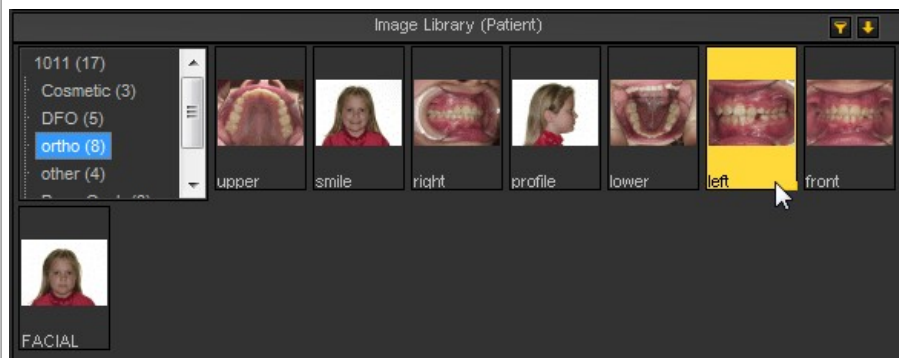 Image Library (Patient)
1011 (17)
Cosmetic (3)
DFO (5)
ortho (8)
other (4)
upper
smile
right
profile
lower
left
front
FACIAL